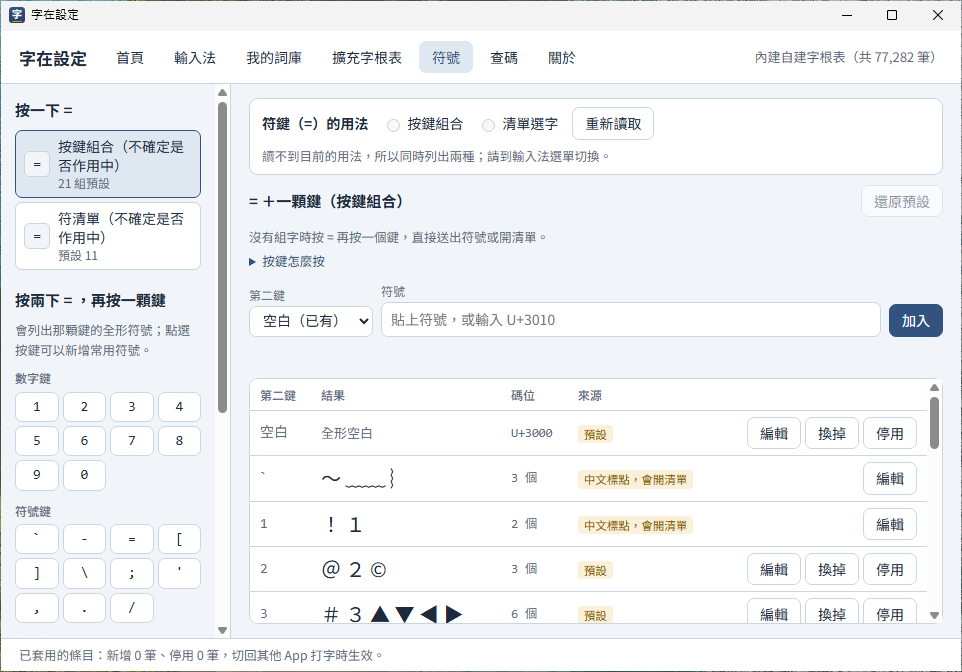 字 字在設定
字在設定 首頁 輸入法 我的詞庫 擴充字根表 符號 查碼 關於 內建自建字根表（共 77,282 筆）
按一下 =
= 按鍵組合（不確定是
否作用中）
21 組預設
= 符清單（不確定是否
作用中）
預設 11
按兩下 = ，再按一顆鍵
會列出那顆鍵的全形符號；點選
按鍵可以新增常用符號。
數字鍵
1 2 3 4
5 6 7 8
9 0
符號鍵
` - = [
] \ ; '
, . /
符鍵（=）的用法 按鍵組合 清單選字 重新讀取
讀不到目前的用法，所以同時列出兩種；請到輸入法選單切換。
= ＋一顆鍵（按鍵組合） 還原預設
沒有組字時按 = 再按一個鍵，直接送出符號或開清單。
▶ 按鍵怎麼按
第二鍵 符號
空白（已有） 貼上符號，或輸入 U+3010 加入
第二鍵 結果 碼位 來源
空白 全形空白 U+3000 預設 編輯 換掉 停用
` ～﹏︴ 3 個 中文標點，會開清單 編輯
1 ！１ 2 個 中文標點，會開清單 編輯
2 ＠２© 3 個 預設 編輯 換掉 停用
3 ＃３▲▼◀▶ 6 個 預設 編輯 換掉 停用
已套用的條目：新增 0 筆、停用 0 筆，切回其他 App 打字時生效。